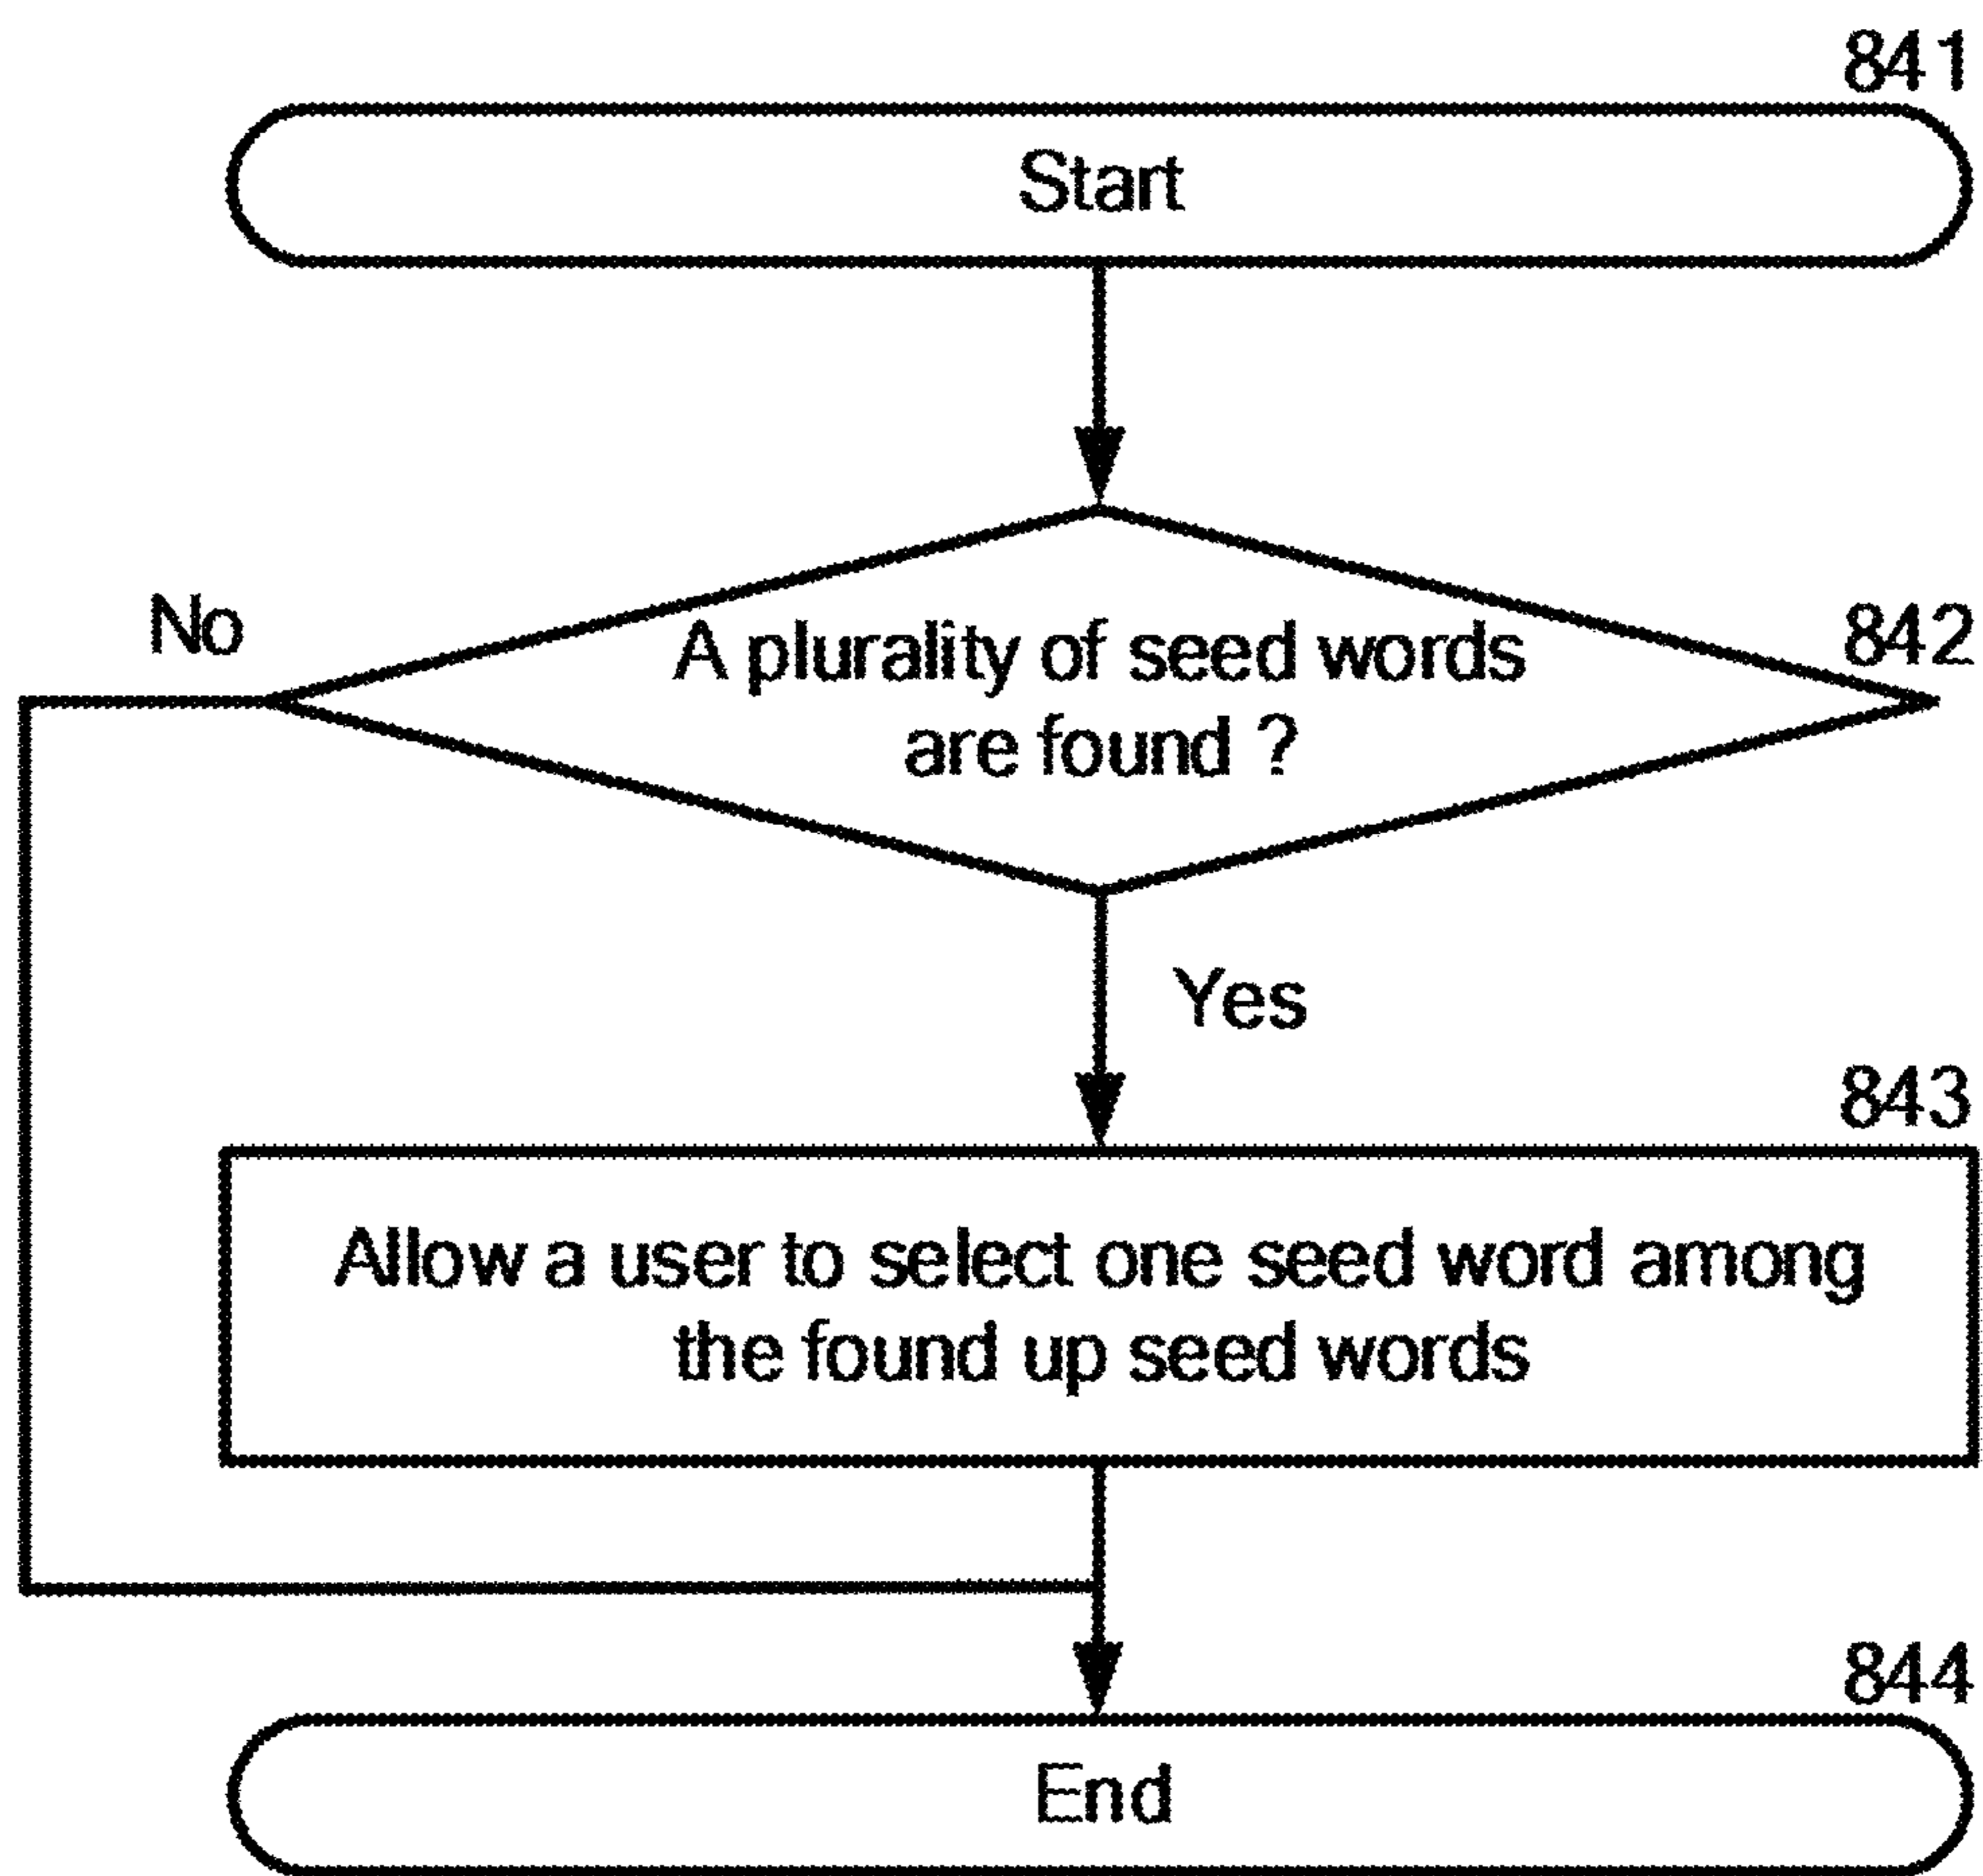 841
Start
No
A plurality of seed words
842
are found ?
Yes
843
Allow a user to select one seed word among
the found up seed words
844
End